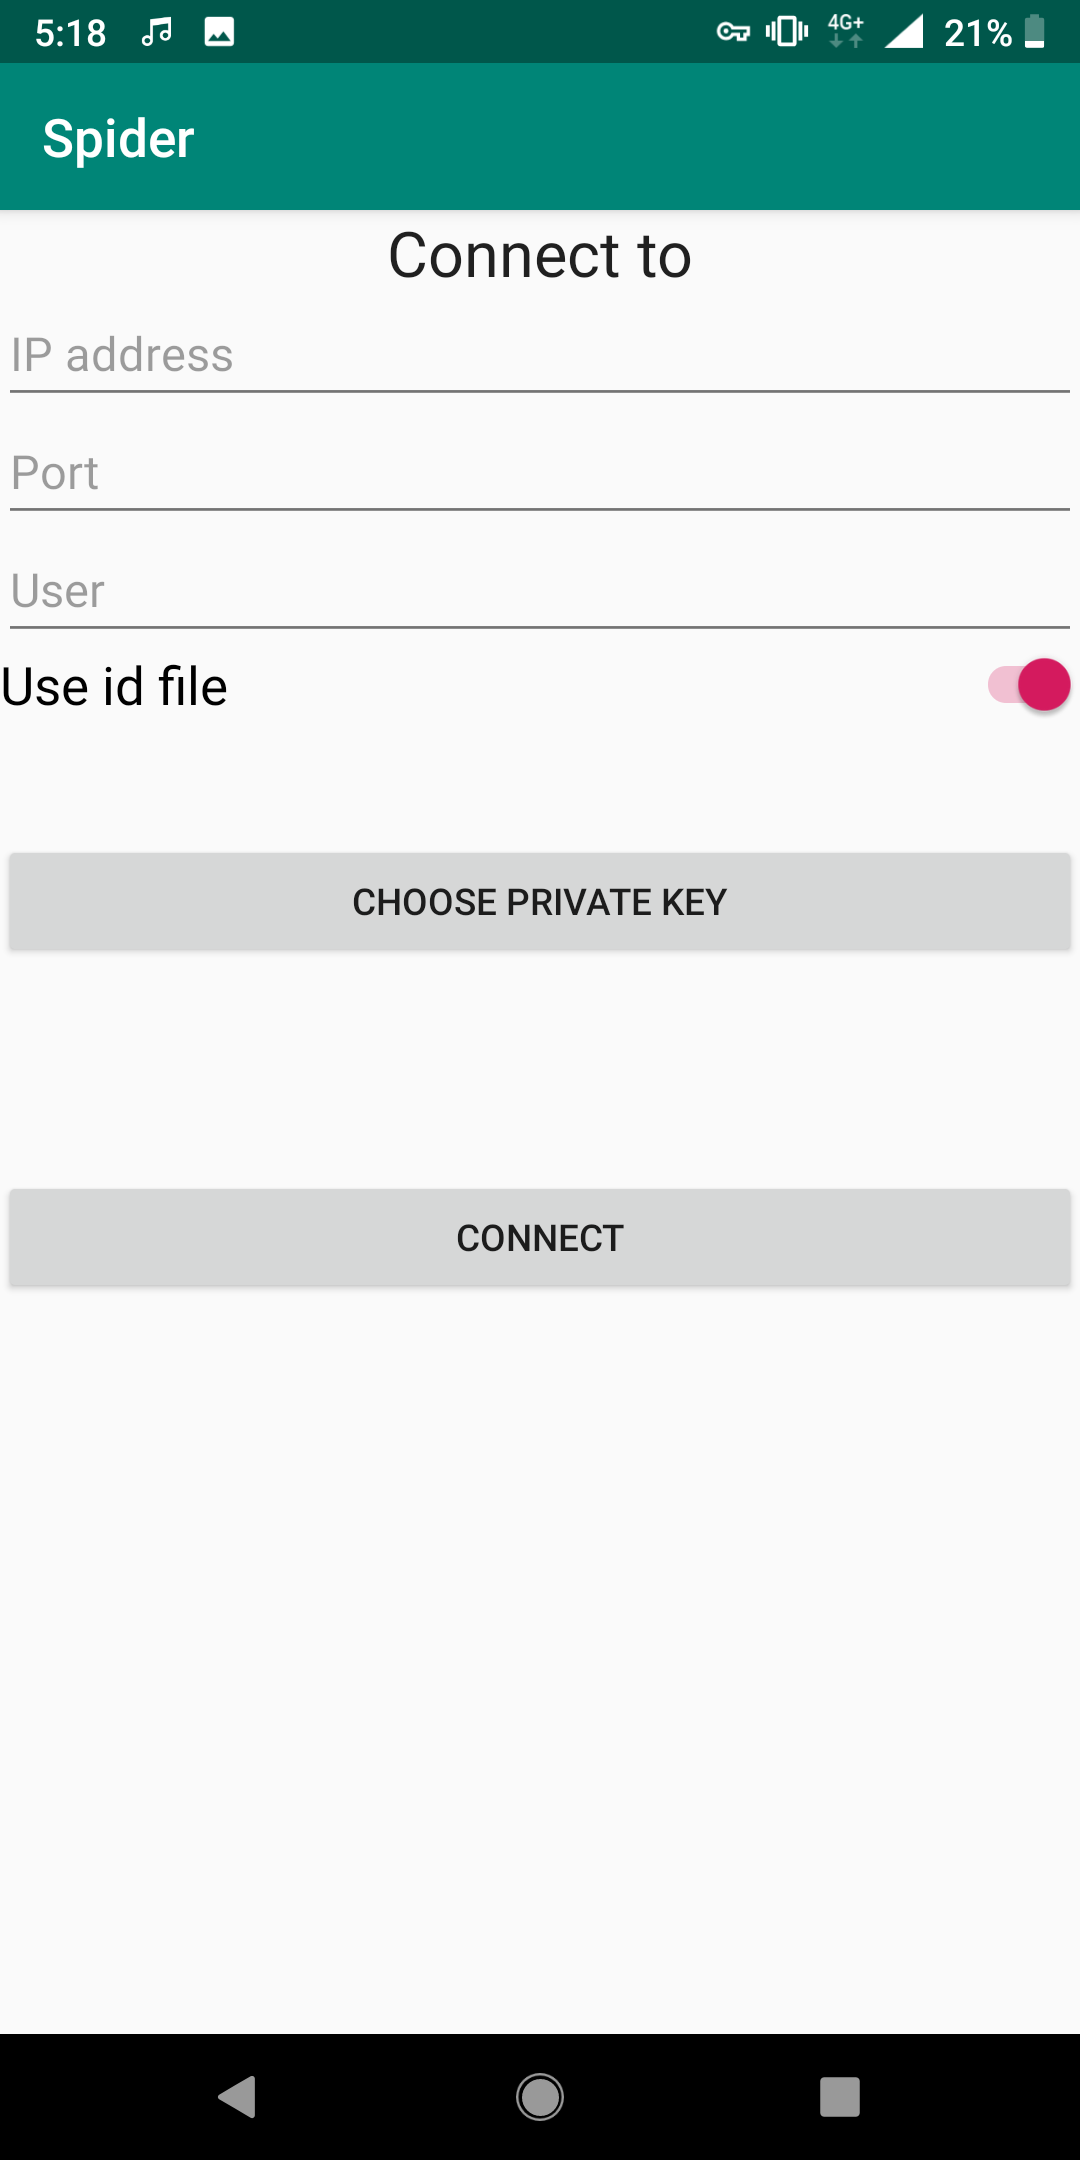 5:18 4G+ 21%
Spider
Connect to
IP address
Port
User
Use id file
CHOOSE PRIVATE KEY
CONNECT